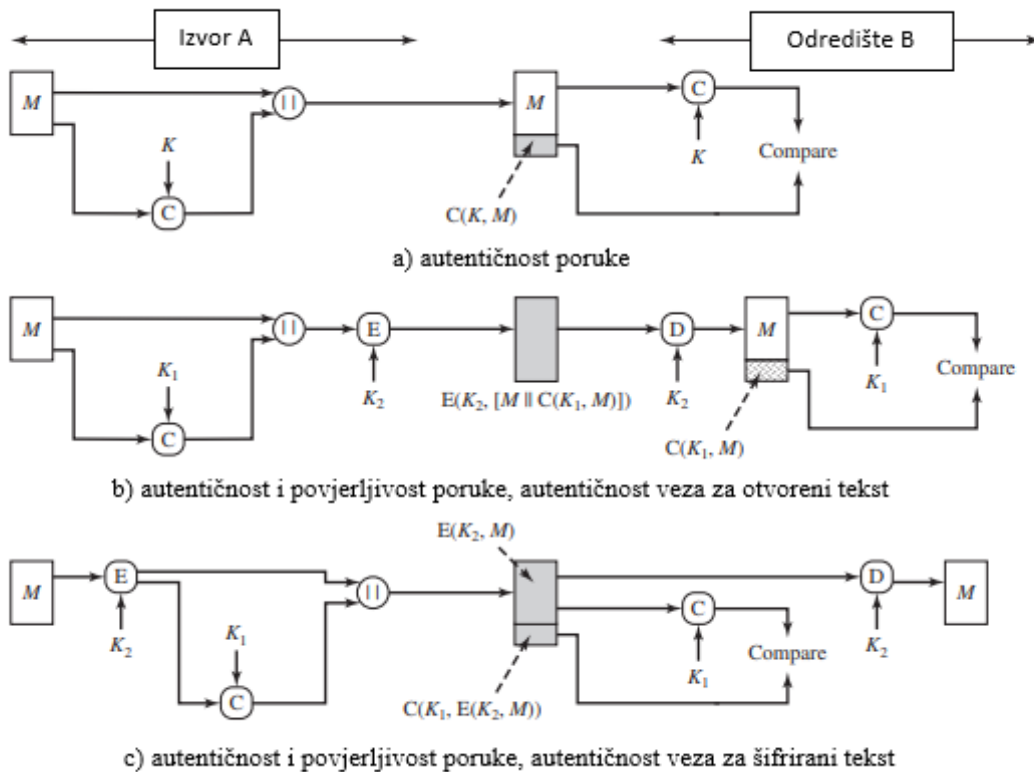 Izvor A
Odredište B
M
||
M
C
K
K
Compare
C
C(K, M)
a) autentičnost poruke
M
||
E
D
M
C
K₁
K₂
E(K₂, [M || C(K₁, M)])
K₂
K₁
Compare
C
C(K₁, M)
b) autentičnost i povjerljivost poruke, autentičnost veza za otvoreni tekst
E(K₂, M)
M
E
||
D
M
C
K₂
K₁
K₁
Compare
K₂
C
C(K₁, E(K₂, M))
c) autentičnost i povjerljivost poruke, autentičnost veza za šifrirani tekst